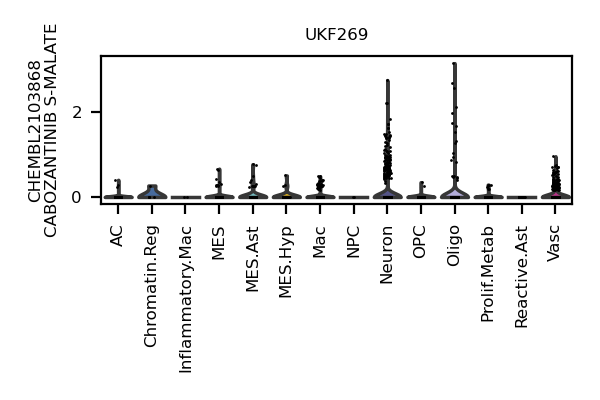 UKF269
CHEMBL2103868
CABOZANTINIB S-MALATE
2
0
AC
Chromatin.Reg
Inflammatory.Mac
MES
MES.Ast
MES.Hyp
Mac
NPC
Neuron
OPC
Oligo
Prolif.Metab
Reactive.Ast
Vasc